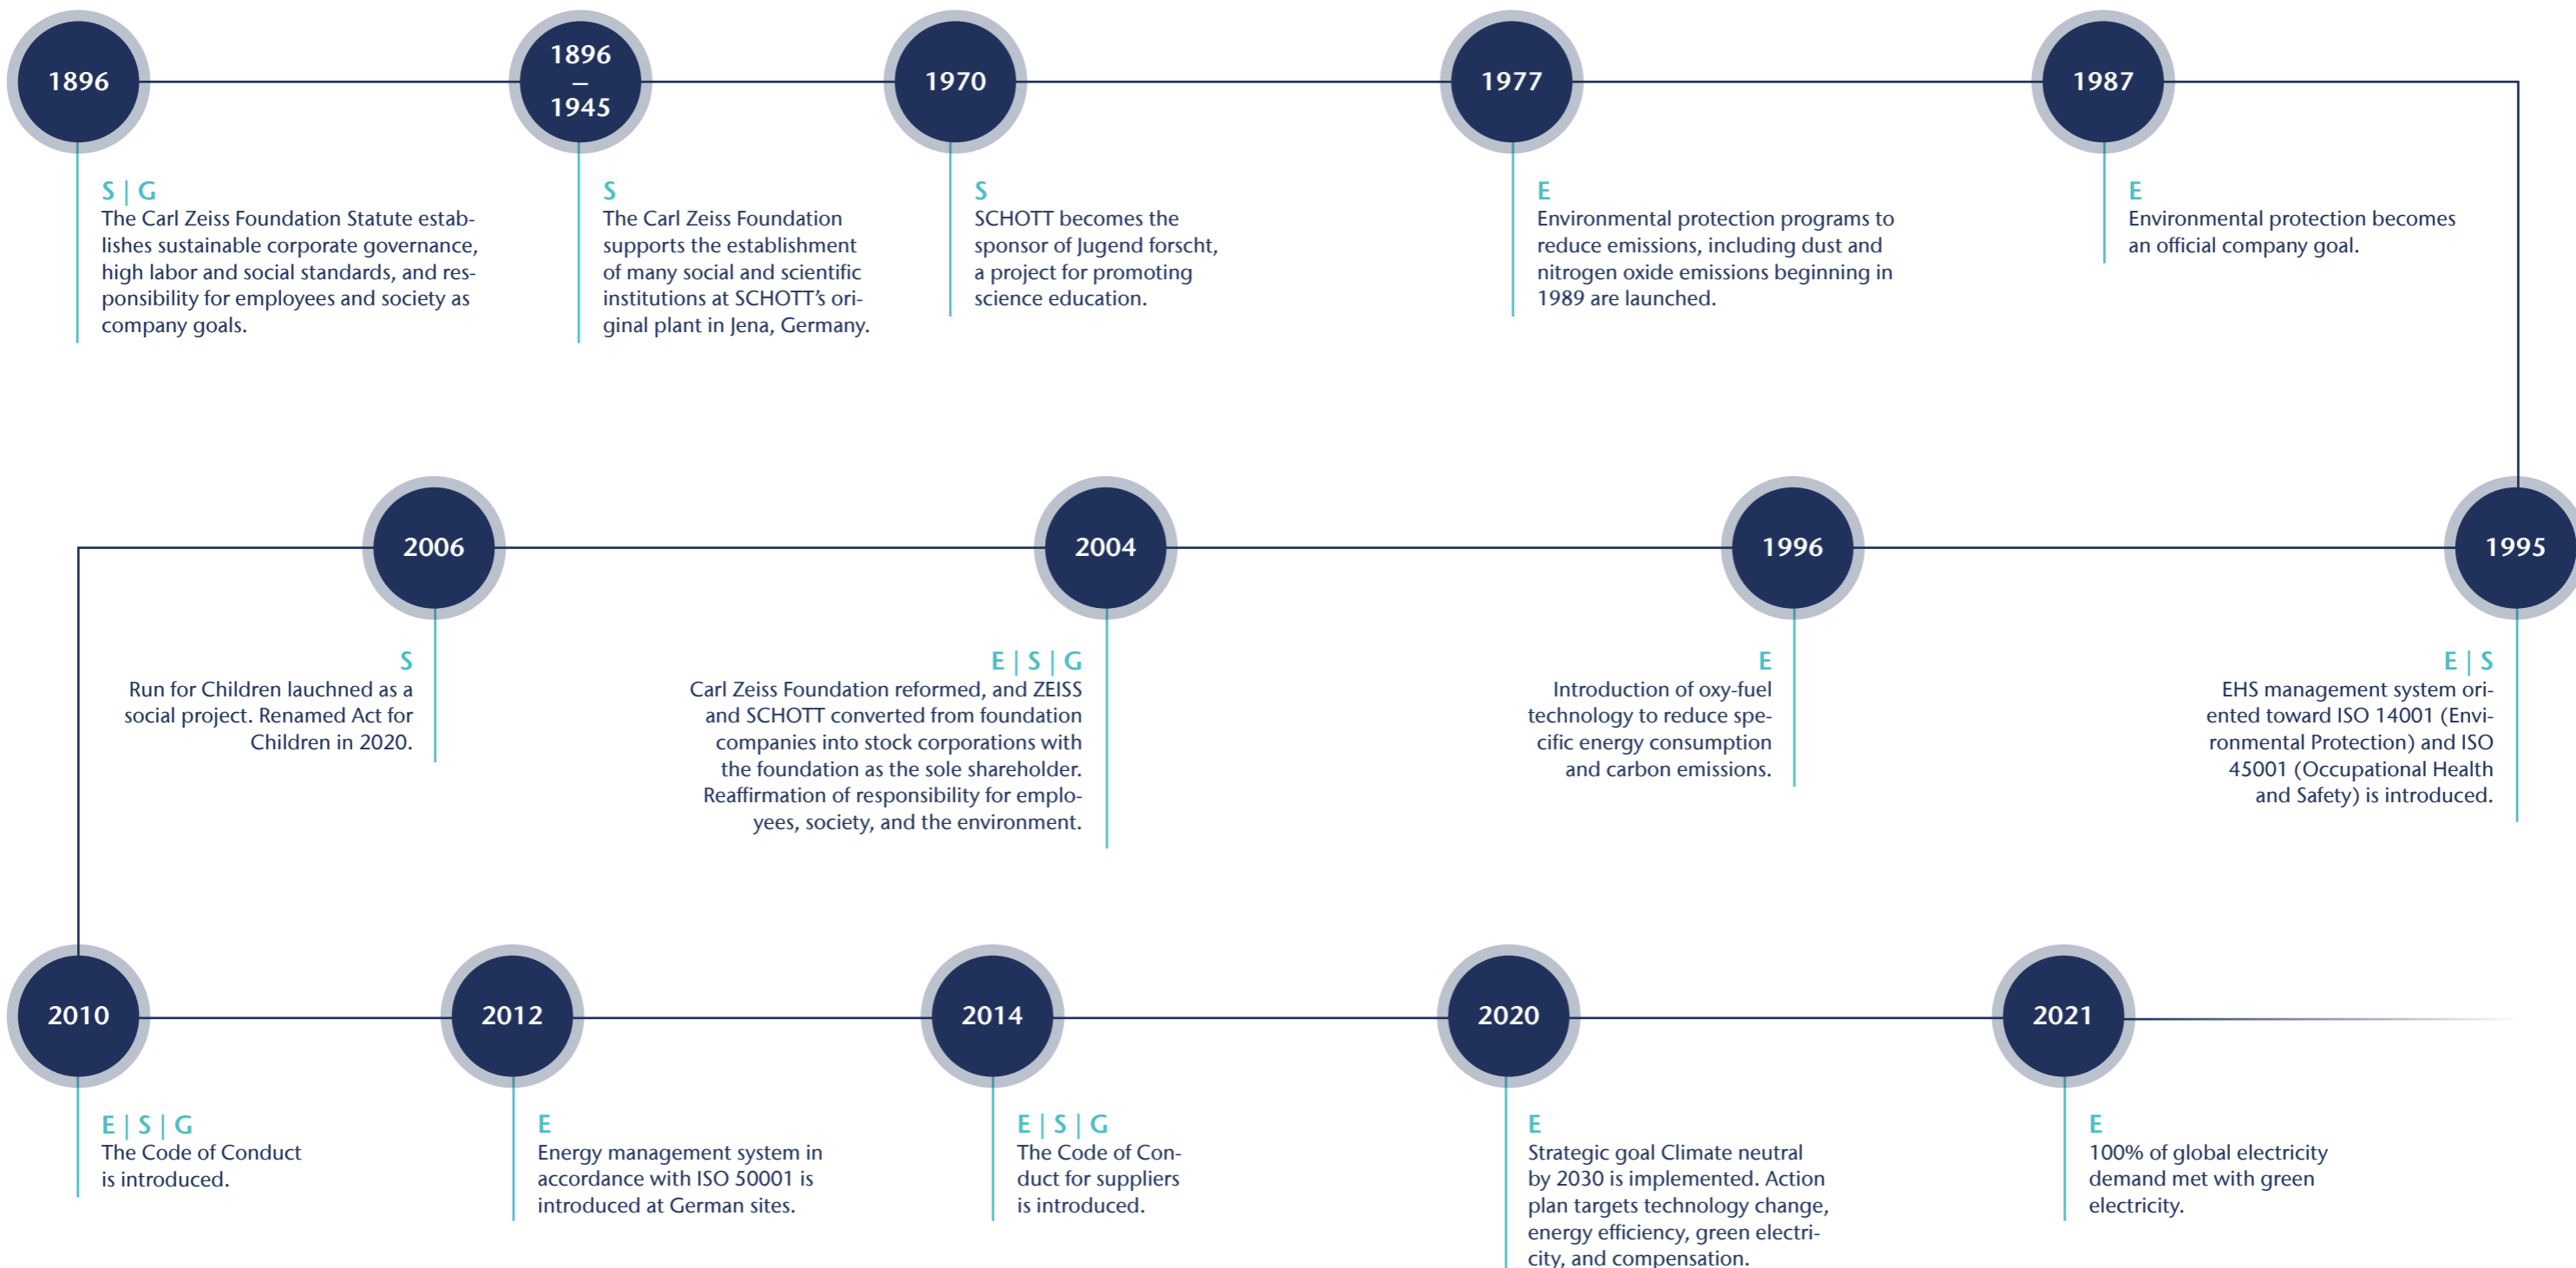 1896
S | G
The Carl Zeiss Foundation Statute estab-
lishes sustainable corporate governance,
high labor and social standards, and res-
ponsibility for employees and society as
company goals.
1896
–
1945
S
The Carl Zeiss Foundation
supports the establishment
of many social and scientific
institutions at SCHOTT’s ori-
ginal plant in Jena, Germany.
1970
S
SCHOTT becomes the
sponsor of Jugend forscht,
a project for promoting
science education.
1977
E
Environmental protection programs to
reduce emissions, including dust and
nitrogen oxide emissions beginning in
1989 are launched.
1987
E
Environmental protection becomes
an official company goal.
1995
E | S
EHS management system ori-
ented toward ISO 14001 (Envi-
ronmental Protection) and ISO
45001 (Occupational Health
and Safety) is introduced.
1996
E
Introduction of oxy-fuel
technology to reduce spe-
cific energy consumption
and carbon emissions.
2004
E | S | G
Carl Zeiss Foundation reformed, and ZEISS
and SCHOTT converted from foundation
companies into stock corporations with
the foundation as the sole shareholder.
Reaffirmation of responsibility for emplo-
yees, society, and the environment.
2006
S
Run for Children lauchned as a
social project. Renamed Act for
Children in 2020.
2010
E | S | G
The Code of Conduct
is introduced.
2012
E
Energy management system in
accordance with ISO 50001 is
introduced at German sites.
2014
E | S | G
The Code of Con-
duct for suppliers
is introduced.
2020
E
Strategic goal Climate neutral
by 2030 is implemented. Action
plan targets technology change,
energy efficiency, green electri-
city, and compensation.
2021
E
100% of global electricity
demand met with green
electricity.